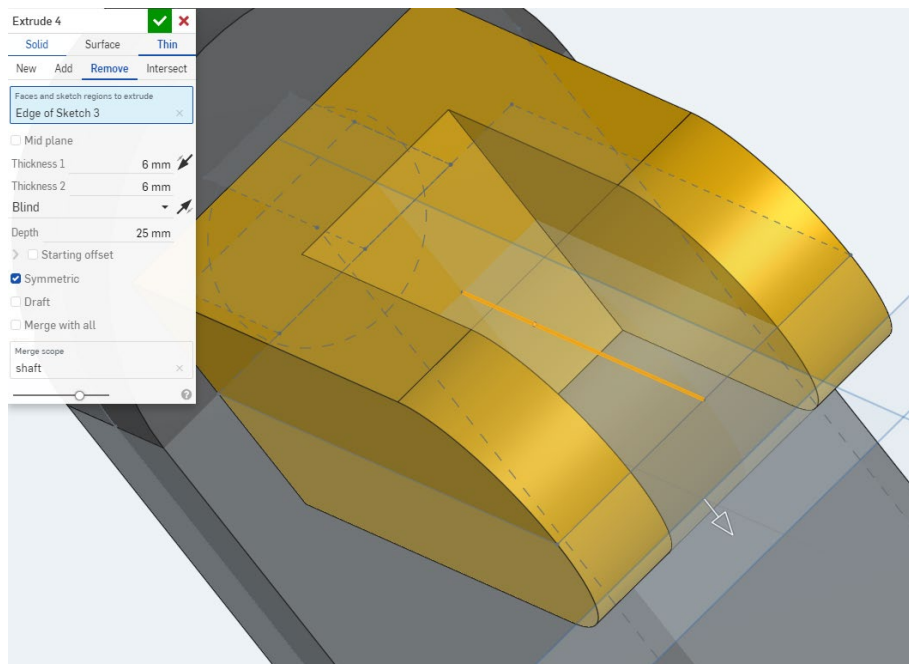 Extrude 4
Solid Surface Thin
New Add Remove Intersect
Faces and sketch regions to extrude
Edge of Sketch 3
Mid plane
Thickness 1 6 mm
Thickness 2 6 mm
Blind
Depth 25 mm
Starting offset
Symmetric
Draft
Merge with all
Merge scope
shaft